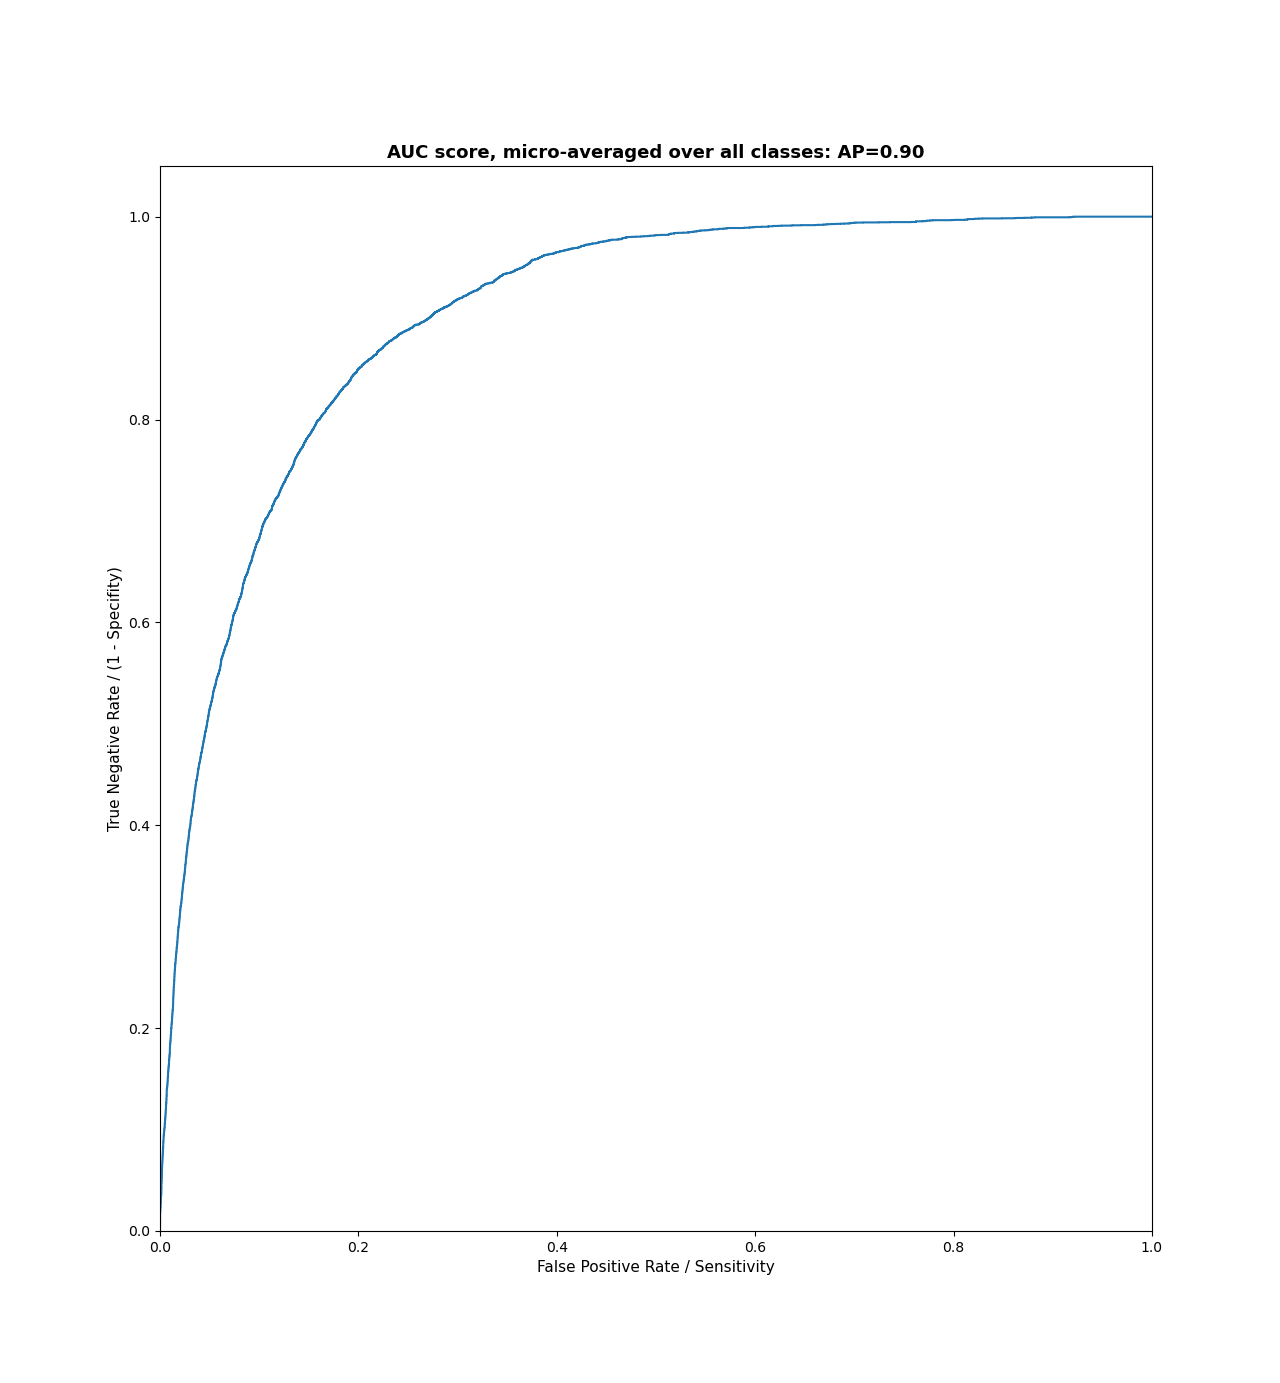 AUC score, micro-averaged over all classes: AP=0.90
True Negative Rate / (1 - Specifity)
1.0
0.8
0.6
0.4
0.2
0.0
0.0 0.2 0.4 0.6 0.8 1.0
False Positive Rate / Sensitivity